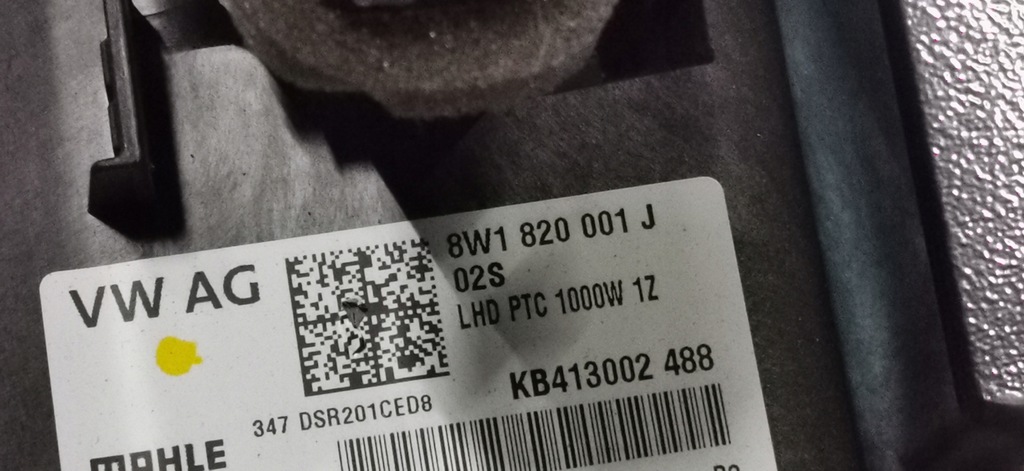 VW AG
8W1 820 001 J
02S
LHD PTC 1000W 1Z
KB413002 488
347 DSR201CED8
MAHLE